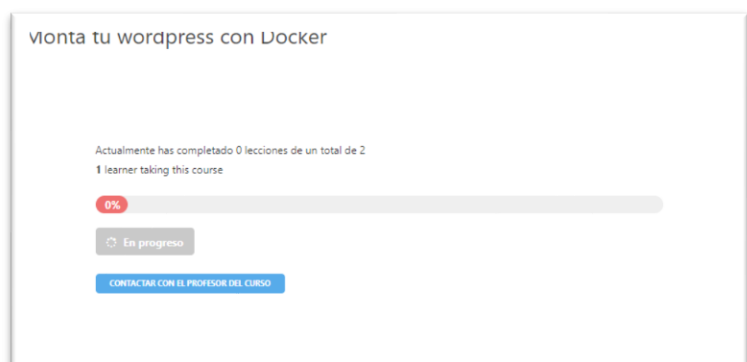 Monta tu wordpress con Docker
Actualmente has completado 0 lecciones de un total de 2
1 learner taking this course
0%
En progreso
CONTACTAR CON EL PROFESOR DEL CURSO